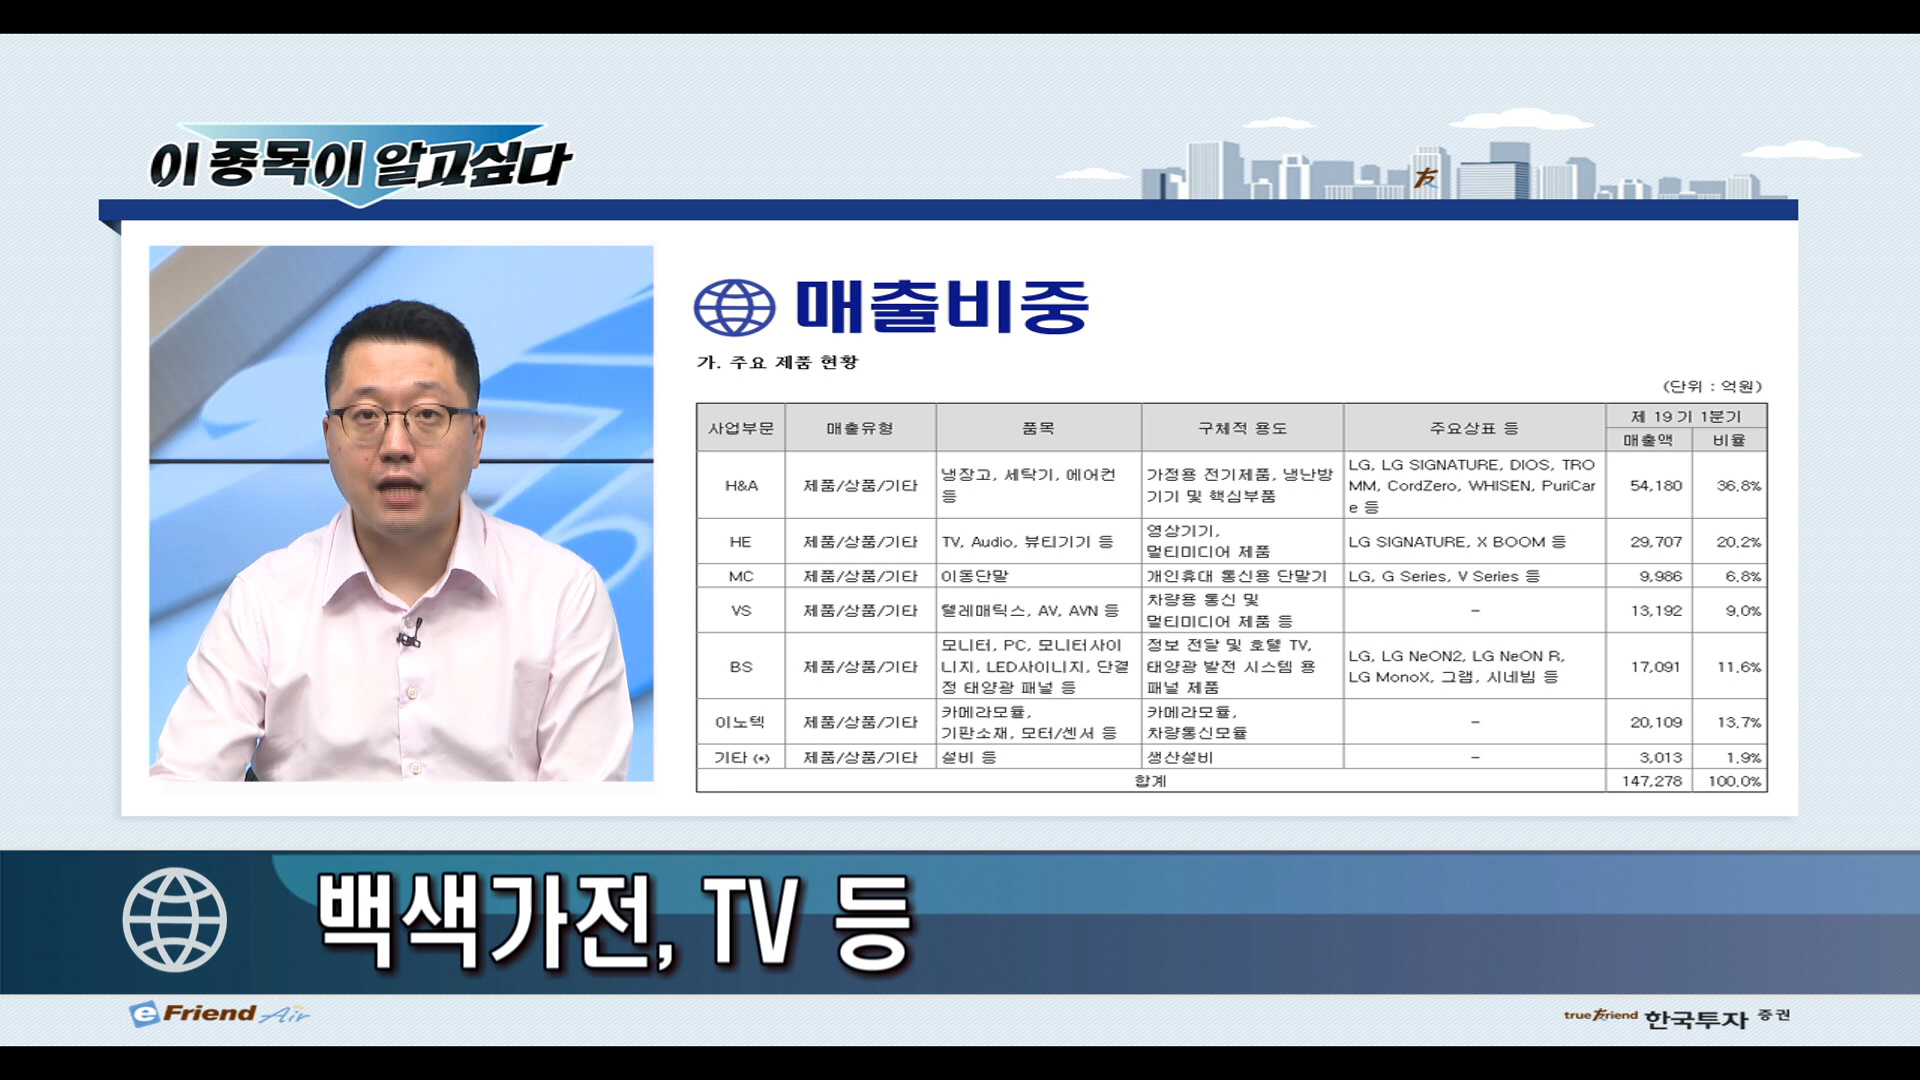 이 종목이 알고싶다
友
매출비중
가. 주요 제품 현황
(단위 : 억원)
사업부문 매출유형 품목 구체적 용도 주요상표 등 제 19 기 1분기
매출액 비율
H&A 제품/상품/기타 냉장고, 세탁기, 에어컨 등 가정용 전기제품, 냉난방기기 및 핵심부품 LG, LG SIGNATURE, DIOS, TROMM, CordZero, WHISEN, PuriCare 등 54,180 36.8%
HE 제품/상품/기타 TV, Audio, 뷰티기기 등 영상기기, 멀티미디어 제품 LG SIGNATURE, X BOOM 등 29,707 20.2%
MC 제품/상품/기타 이동단말 개인휴대 통신용 단말기 LG, G Series, V Series 등 9,986 6.8%
VS 제품/상품/기타 텔레매틱스, AV, AVN 등 차량용 통신 및 멀티미디어 제품 등 - 13,192 9.0%
BS 제품/상품/기타 모니터, PC, 모니터사이니지, LED사이니지, 단결정 태양광 패널 등 정보 전달 및 호텔 TV, 태양광 발전 시스템 용 패널 제품 LG, LG NeON2, LG NeON R, LG MonoX, 그램, 시네빔 등 17,091 11.6%
이노텍 제품/상품/기타 카메라모듈, 기판소재, 모터/센서 등 카메라모듈, 차량통신모듈 - 20,109 13.7%
기타 (*) 제품/상품/기타 설비 등 생산설비 - 3,013 1.9%
합계 147,278 100.0%
백색가전, TV 등
eFriend Air
true友riend 한국투자 증권